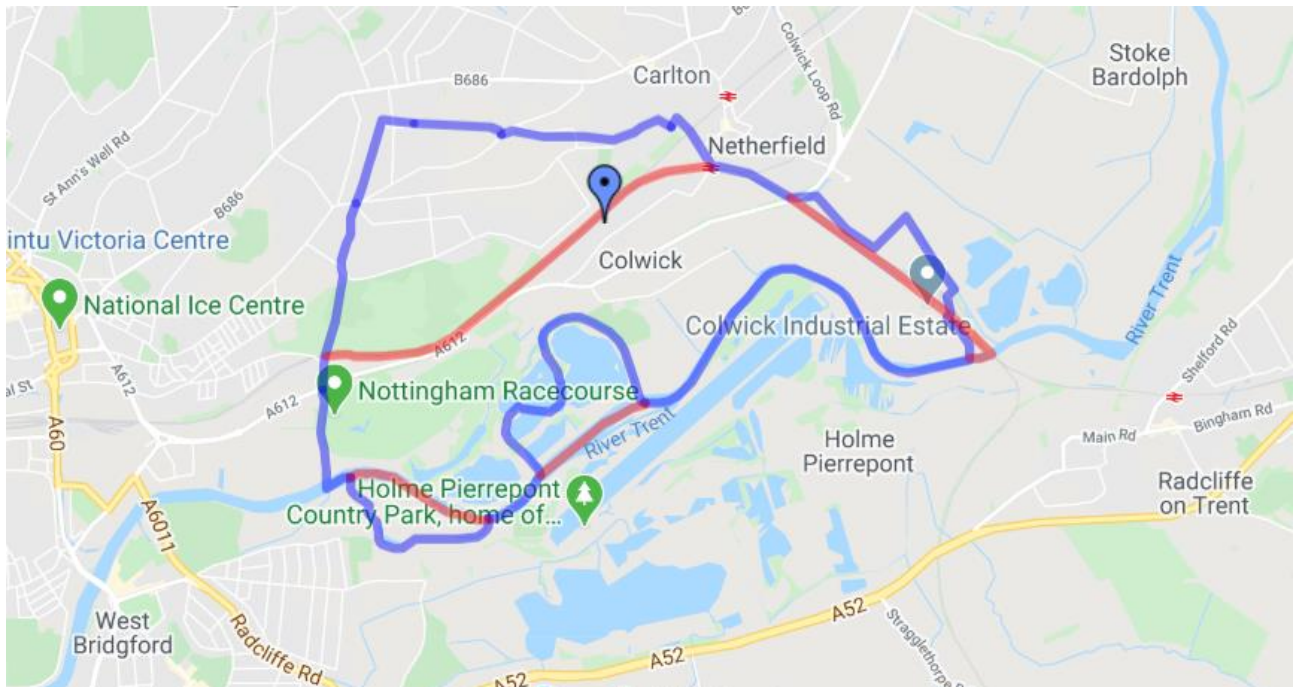 B686
Carlton
Colwick Loop Rd
Stoke
Bardolph
Netherfield
St Ann's Well Rd
B686
intu Victoria Centre
Colwick
River Trent
National Ice Centre
Colwick Industrial Estate
A612
A612
A612
Shelford Rd
Nottingham Racecourse
River Trent
A60
Main Rd
Bingham Rd
Holme
Pierrepont
Radcliffe
on Trent
Holme Pierrepont
Country Park, home of...
A6011
West
Bridgford
Radcliffe Rd
A52
A52
A52